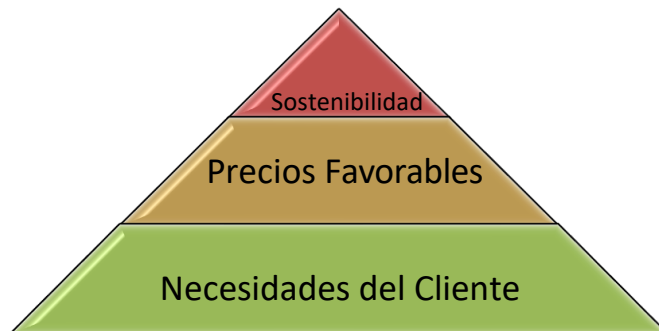 Sostenibilidad
Precios Favorables
Necesidades del Cliente